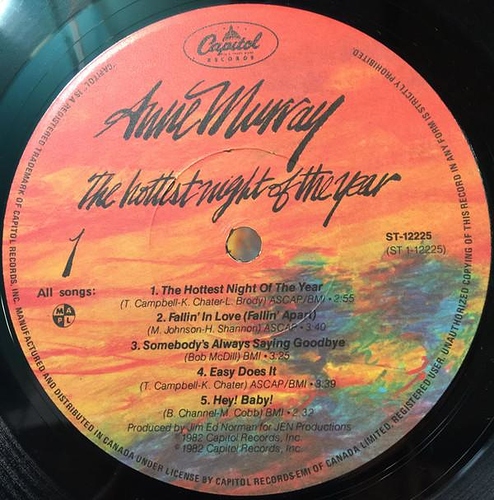 Capitol
RECORDS
Anne Murray
The hottest night of the year
1
ST-12225
(ST 1-12225)
All songs:
MAPL
1. The Hottest Night Of The Year
(T. Campbell-K. Chater-L. Brody) ASCAP/BMI • 2:55
2. Fallin' In Love (Fallin' Apart)
(M. Johnson-H. Shannon) ASCAP • 3:40
3. Somebody's Always Saying Goodbye
(Bob McDill) BMI • 3:25
4. Easy Does It
(T. Campbell-K. Chater) ASCAP/BMI • 3:39
5. Hey! Baby!
(B. Channel-M. Cobb) BMI • 2:32
Produced by Jim Ed Norman for JEN Productions
℗1982 Capitol Records, Inc.
©1982 Capitol Records, Inc.
"CAPITOL" IS A REGISTERED TRADEMARK OF CAPITOL RECORDS, INC. MANUFACTURED AND DISTRIBUTED IN CANADA UNDER LICENSE BY CAPITOL RECORDS-EMI OF CANADA LIMITED, REGISTERED USER. UNAUTHORIZED COPYING OF THIS RECORD IN ANY FORM IS STRICTLY PROHIBITED.